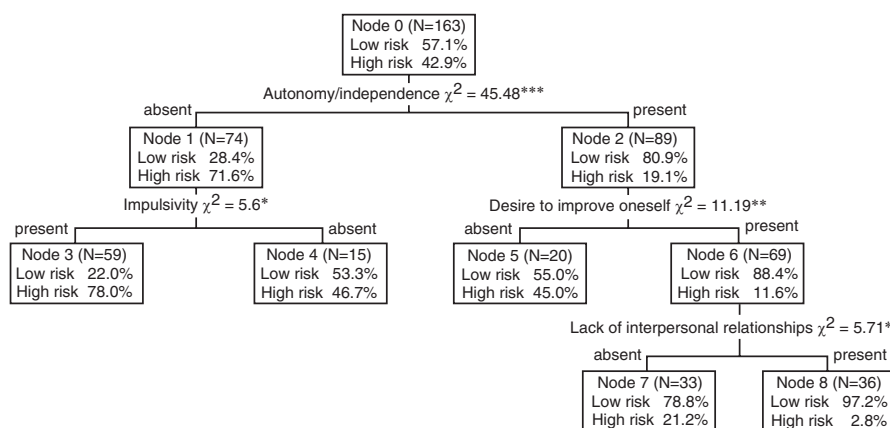 Node 0 (N=163)
Low risk 57.1%
High risk 42.9%
Autonomy/independence χ² = 45.48***
absent
present
Node 1 (N=74)
Low risk 28.4%
High risk 71.6%
Node 2 (N=89)
Low risk 80.9%
High risk 19.1%
Impulsivity χ² = 5.6*
Desire to improve oneself χ² = 11.19**
present
absent
absent
present
Node 3 (N=59)
Low risk 22.0%
High risk 78.0%
Node 4 (N=15)
Low risk 53.3%
High risk 46.7%
Node 5 (N=20)
Low risk 55.0%
High risk 45.0%
Node 6 (N=69)
Low risk 88.4%
High risk 11.6%
Lack of interpersonal relationships χ² = 5.71*
absent
present
Node 7 (N=33)
Low risk 78.8%
High risk 21.2%
Node 8 (N=36)
Low risk 97.2%
High risk 2.8%